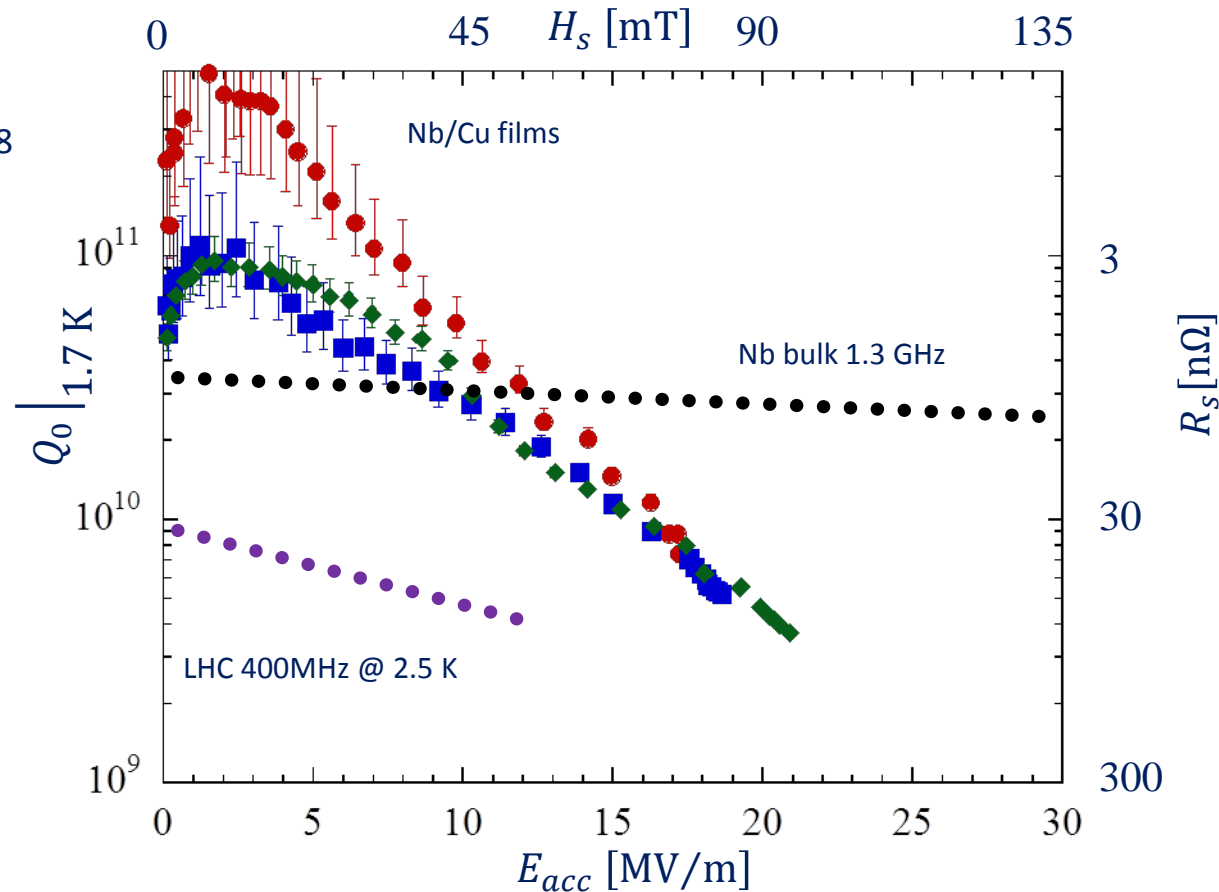 0 45 H_s [mT] 90 135
8
Nb/Cu films
10^11
3
Nb bulk 1.3 GHz
Q_0|_1.7 K
R_s[nΩ]
10^10
30
LHC 400MHz @ 2.5 K
10^9
300
0 5 10 15 20 25 30
E_acc [MV/m]